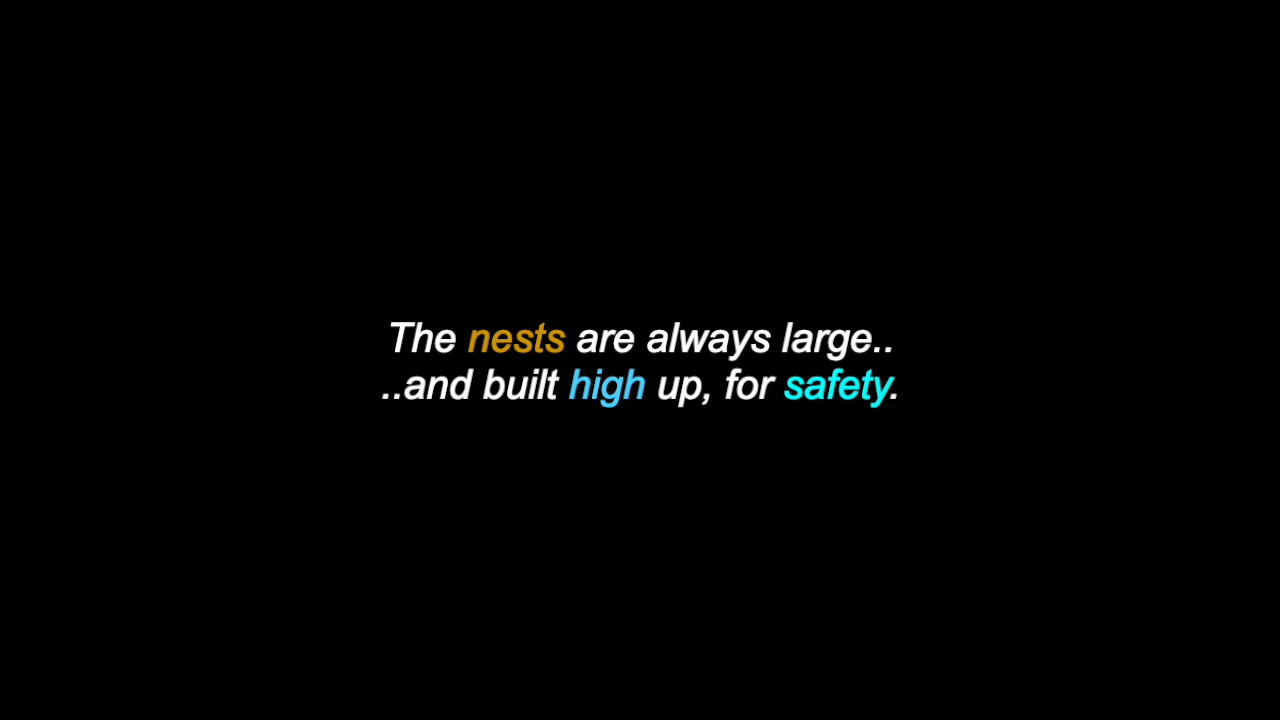 The nests are always large..
..and built high up, for safety.